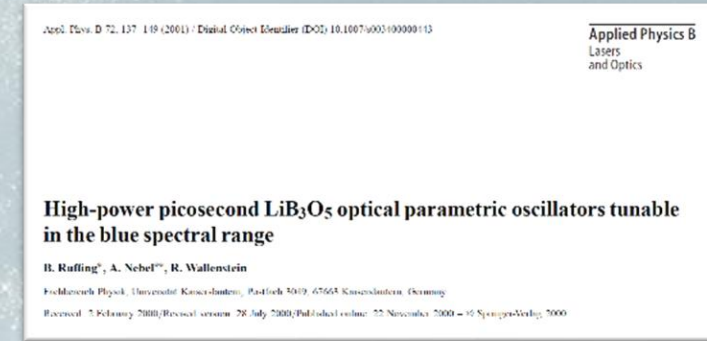 Appl. Phys. B 72, 137–149 (2001) / Digital Object Identifier (DOI) 10.1007/s003400000443
Applied Physics B
Lasers
and Optics
High-power picosecond LiB₃O₅ optical parametric oscillators tunable
in the blue spectral range
B. Ruffing*, A. Nebel**, R. Wallenstein
Fachbereich Physik, Universität Kaiserslautern, Postfach 3049, 67663 Kaiserslautern, Germany
Received: 2 February 2000/Revised version: 28 July 2000/Published online: 22 November 2000 – © Springer-Verlag 2000